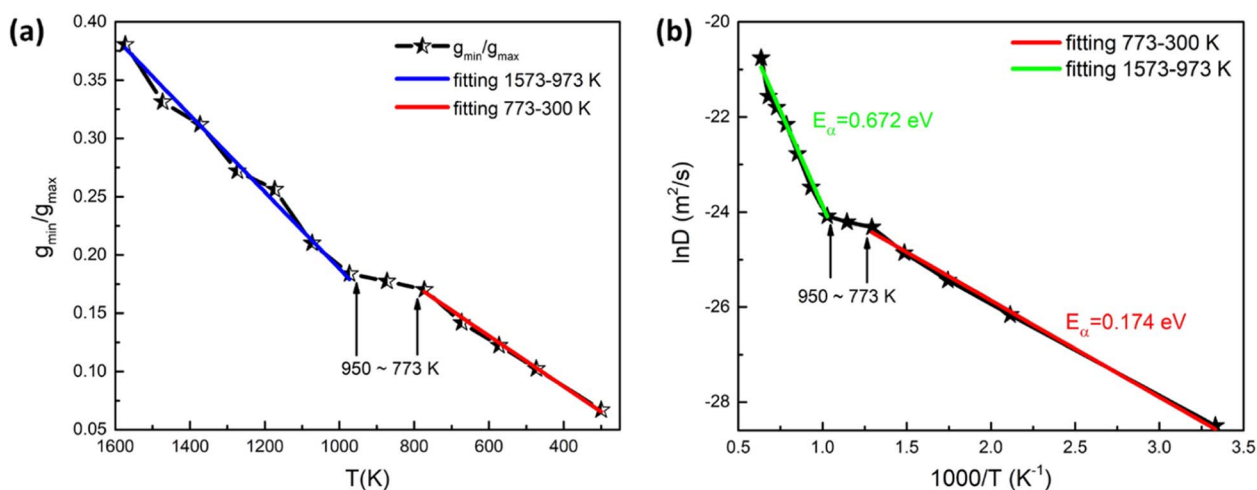 (a)
0.40
0.35
0.30
0.25
0.20
0.15
0.10
0.05
g_min/g_max
g_min/g_max
fitting 1573-973 K
fitting 773-300 K
950 ~ 773 K
1600
1400
1200
1000
800
600
400
T(K)
(b)
-20
-22
-24
-26
-28
lnD (m²/s)
fitting 773-300 K
fitting 1573-973 K
E_α=0.672 eV
950 ~ 773 K
E_α=0.174 eV
0.5
1.0
1.5
2.0
2.5
3.0
3.5
1000/T (K⁻¹)